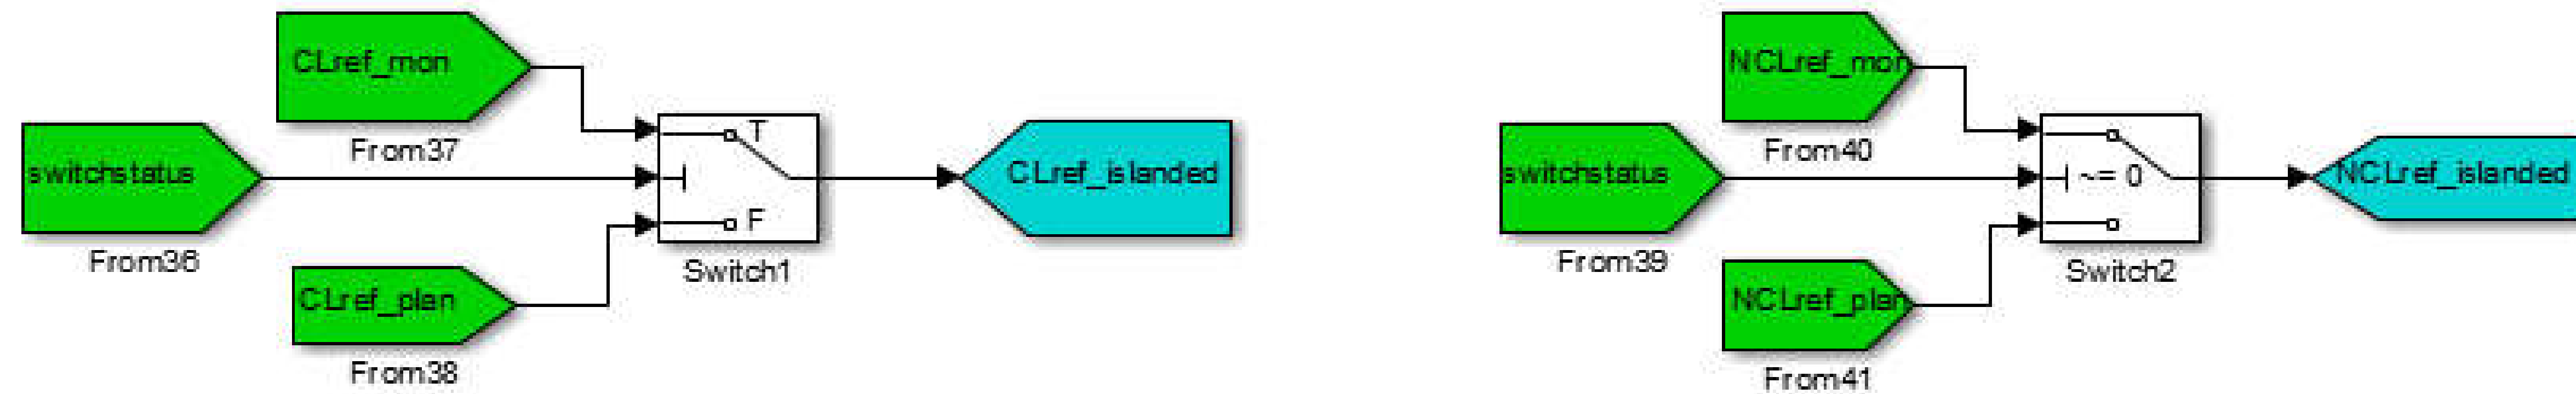 CLref_mon
From37
switchstatus
From36
CLref_plan
From38
T
F
Switch1
CLref_islanded
NCLref_mon
From40
switchstatus
From39
NCLref_plan
From41
~= 0
Switch2
NCLref_islanded